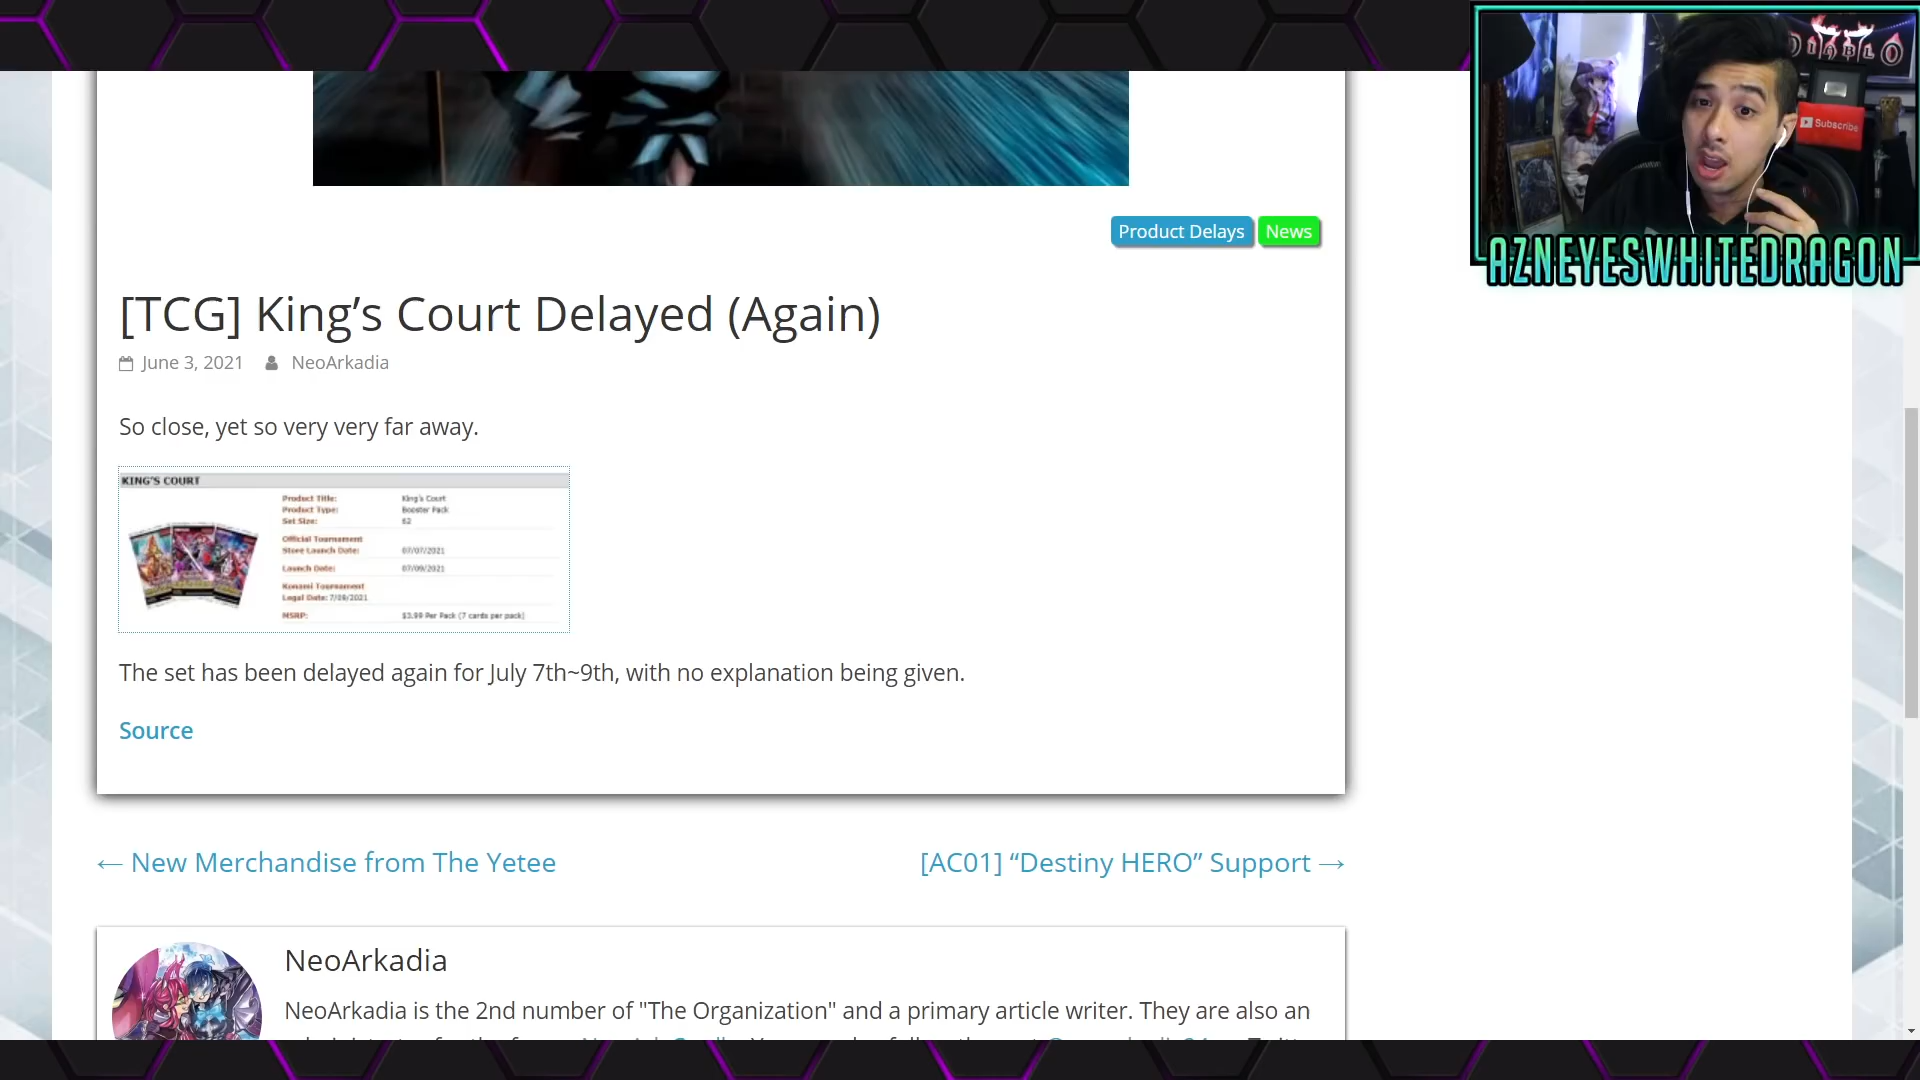 DIABLO
Subscribe
AZNEYESWHITEDRAGON
Product Delays
News
[TCG] King’s Court Delayed (Again)
June 3, 2021 NeoArkadia
So close, yet so very very far away.
KING'S COURT
Product Title: King's Court
Product Type: Booster Pack
Set Size: 62
Official Tournament
Store Launch Date: 07/07/2021
Launch Date: 07/09/2021
Konami Tournament
Legal Date: 7/09/2021
MSRP: $3.99 Per Pack (7 cards per pack)
The set has been delayed again for July 7th~9th, with no explanation being given.
Source
← New Merchandise from The Yetee
[AC01] “Destiny HERO” Support →
NeoArkadia
NeoArkadia is the 2nd number of "The Organization" and a primary article writer. They are also an